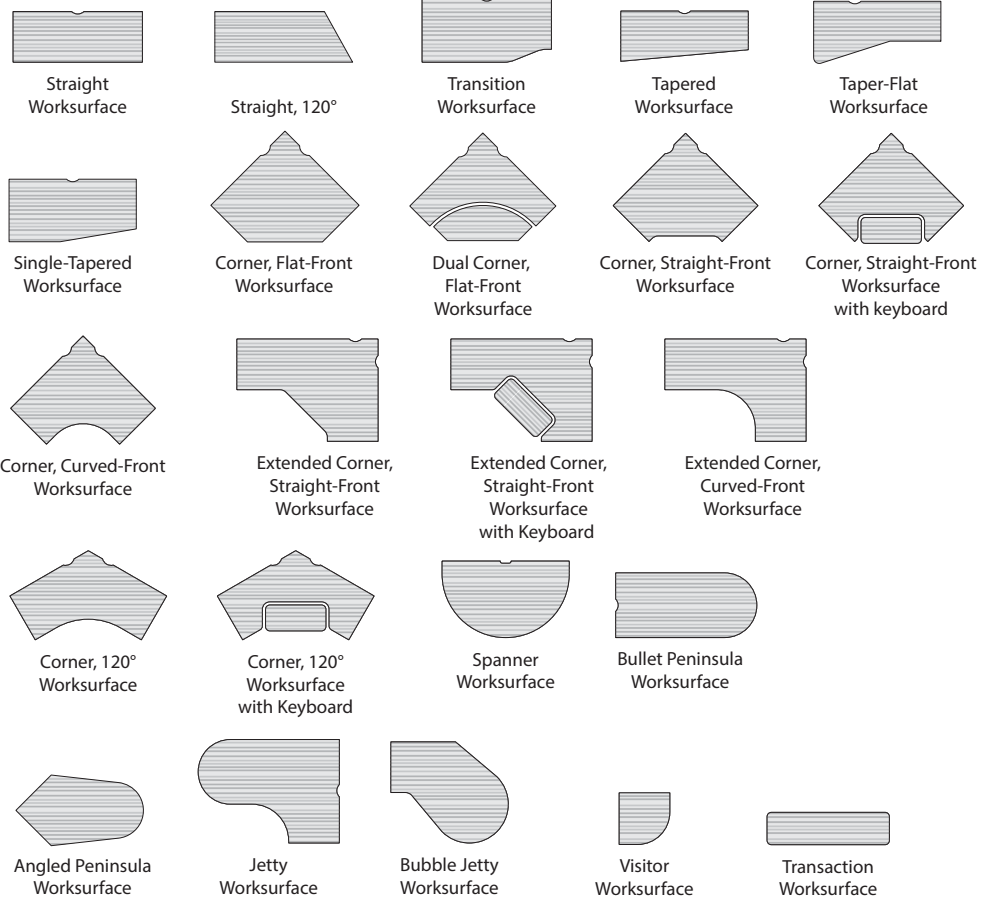 Straight
Worksurface
Straight, 120°
Transition
Worksurface
Tapered
Worksurface
Taper-Flat
Worksurface
Single-Tapered
Worksurface
Corner, Flat-Front
Worksurface
Dual Corner,
Flat-Front
Worksurface
Corner, Straight-Front
Worksurface
Corner, Straight-Front
Worksurface
with keyboard
Corner, Curved-Front
Worksurface
Extended Corner,
Straight-Front
Worksurface
Extended Corner,
Straight-Front
Worksurface
with Keyboard
Extended Corner,
Curved-Front
Worksurface
Corner, 120°
Worksurface
Corner, 120°
Worksurface
with Keyboard
Spanner
Worksurface
Bullet Peninsula
Worksurface
Angled Peninsula
Worksurface
Jetty
Worksurface
Bubble Jetty
Worksurface
Visitor
Worksurface
Transaction
Worksurface